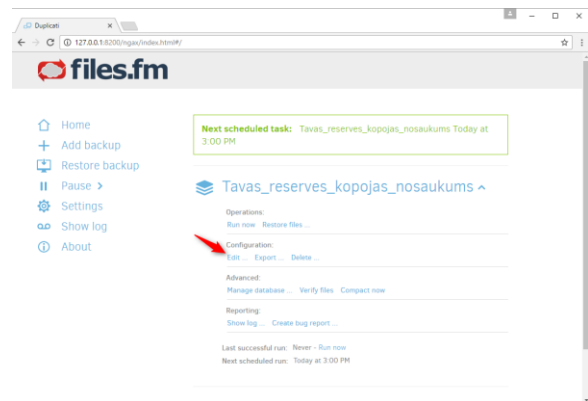 Duplicati
127.0.0.1:8200/ngax/index.html#/
files.fm
Home
Add backup
Restore backup
Pause >
Settings
Show log
About
Next scheduled task: Tavas_reserves_kopojas_nosaukums Today at
3:00 PM
Tavas_reserves_kopojas_nosaukums
Operations:
Run now Restore files ...
Configuration:
Edit ... Export ... Delete ...
Advanced:
Manage database ... Verify files Compact now
Reporting:
Show log ... Create bug report ...
Last successful run: Never - Run now
Next scheduled run: Today at 3:00 PM